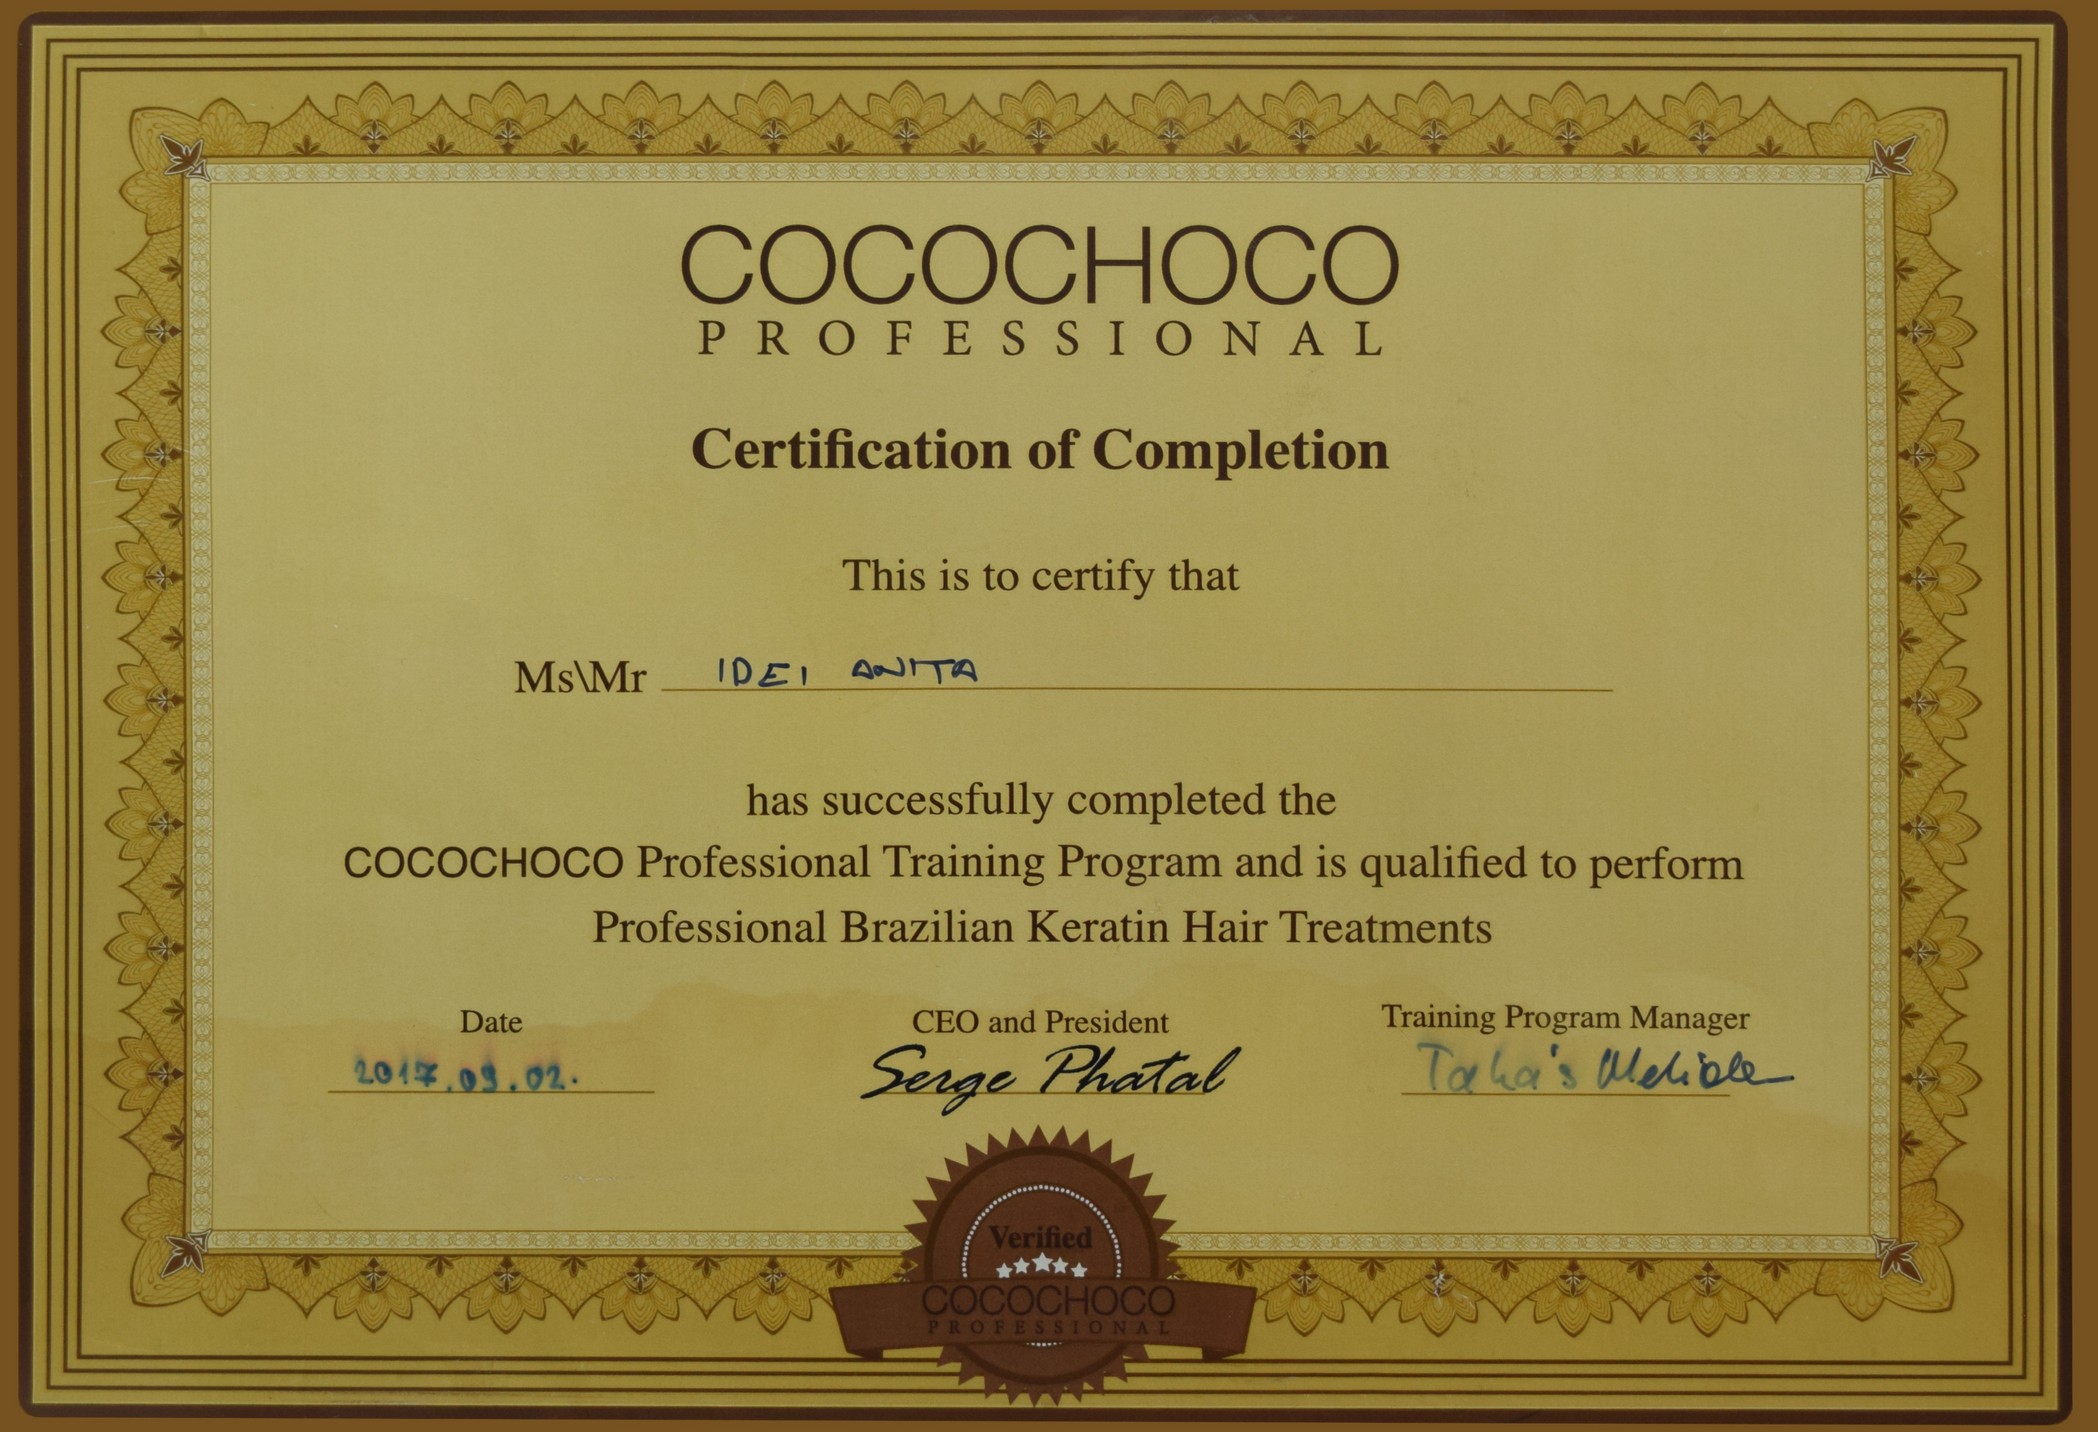 COCOCHOCO
PROFESSIONAL
Certification of Completion
This is to certify that
Ms\Mr IDEI ANITA
has successfully completed the
COCOCHOCO Professional Training Program and is qualified to perform
Professional Brazilian Keratin Hair Treatments
Date
2017.09.02.
CEO and President
Serge Phatal
Training Program Manager
Verified
COCOCHOCO
PROFESSIONAL